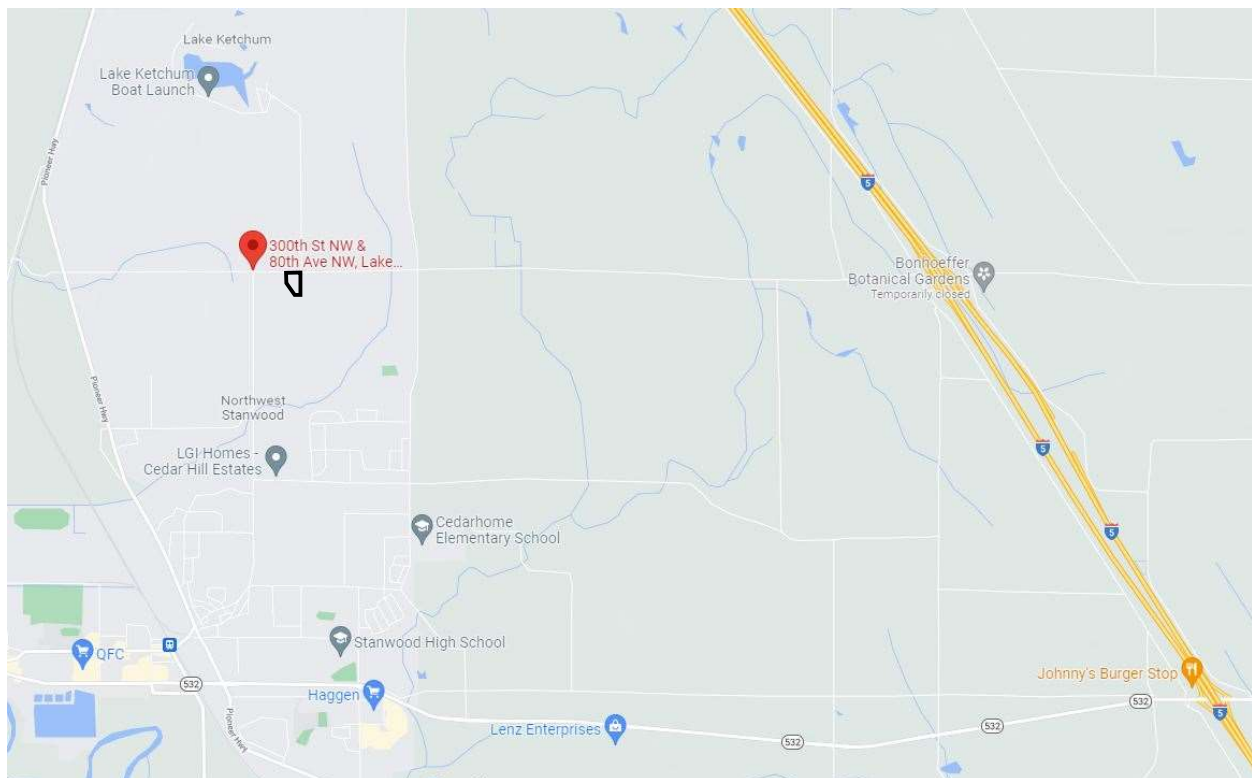 Lake Ketchum
Lake Ketchum
Boat Launch
Pioneer Hwy
5
300th St NW &
80th Ave NW, Lake...
Bonhoeffer
Botanical Gardens
Temporarily closed
Pioneer Hwy
Northwest
Stanwood
LGI Homes -
Cedar Hill Estates
5
Cedarhome
Elementary School
5
Stanwood High School
QFC
532
Haggen
Johnny's Burger Stop
532
5
Pioneer Hwy
Lenz Enterprises
532
532